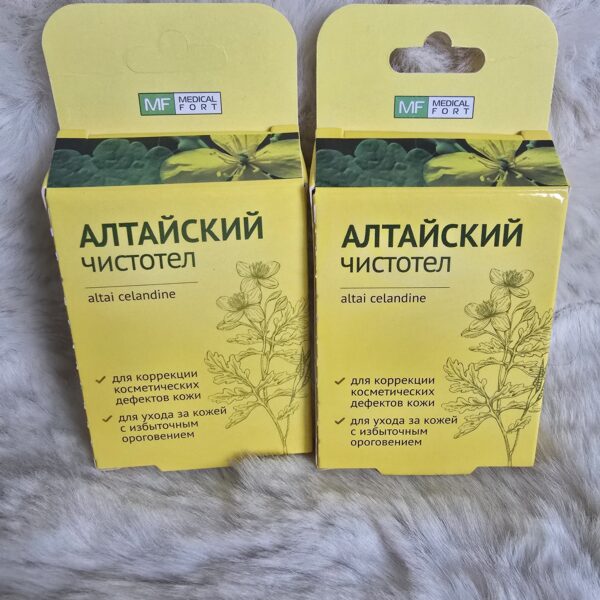 MF MEDICAL
FORT
АЛТАЙСКИЙ
чистотел
altai celandine
для коррекции
косметических
дефектов кожи
для ухода за кожей
с избыточным
ороговением
MF MEDICAL
FORT
АЛТАЙСКИЙ
чистотел
altai celandine
для коррекции
косметических
дефектов кожи
для ухода за кожей
с избыточным
ороговением